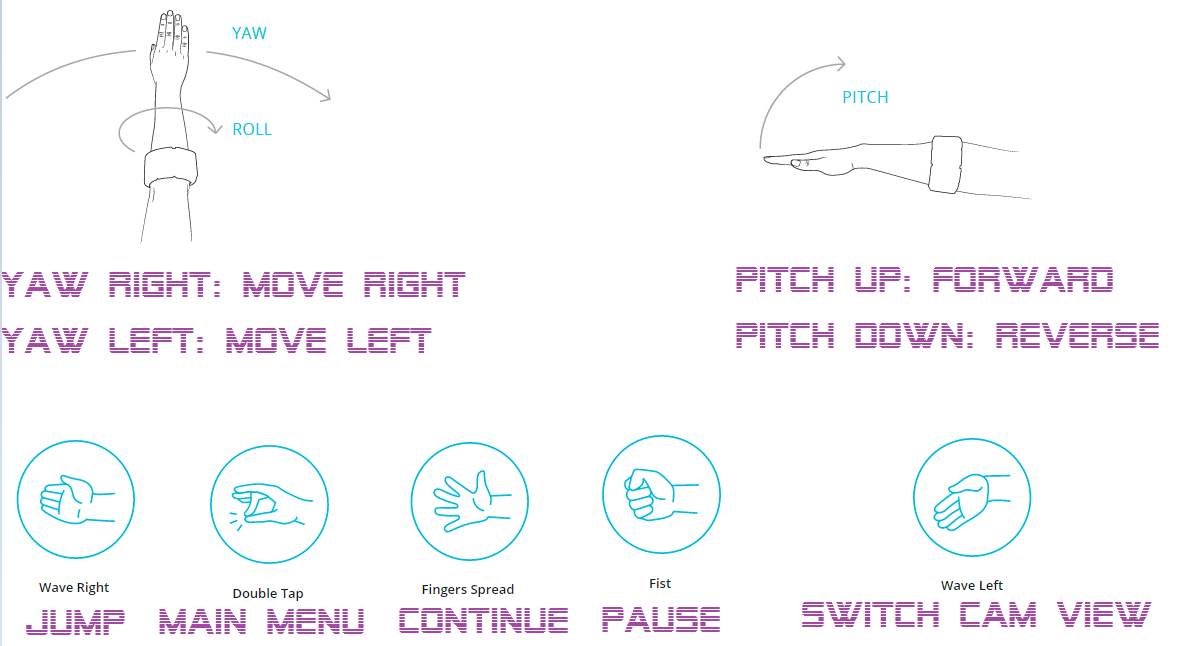 YAW
ROLL
PITCH
YAW RIGHT: MOVE RIGHT
YAW LEFT: MOVE LEFT
PITCH UP: FORWARD
PITCH DOWN: REVERSE
Wave Right
JUMP
Double Tap
MAIN MENU
Fingers Spread
CONTINUE
Fist
PAUSE
Wave Left
SWITCH CAM VIEW